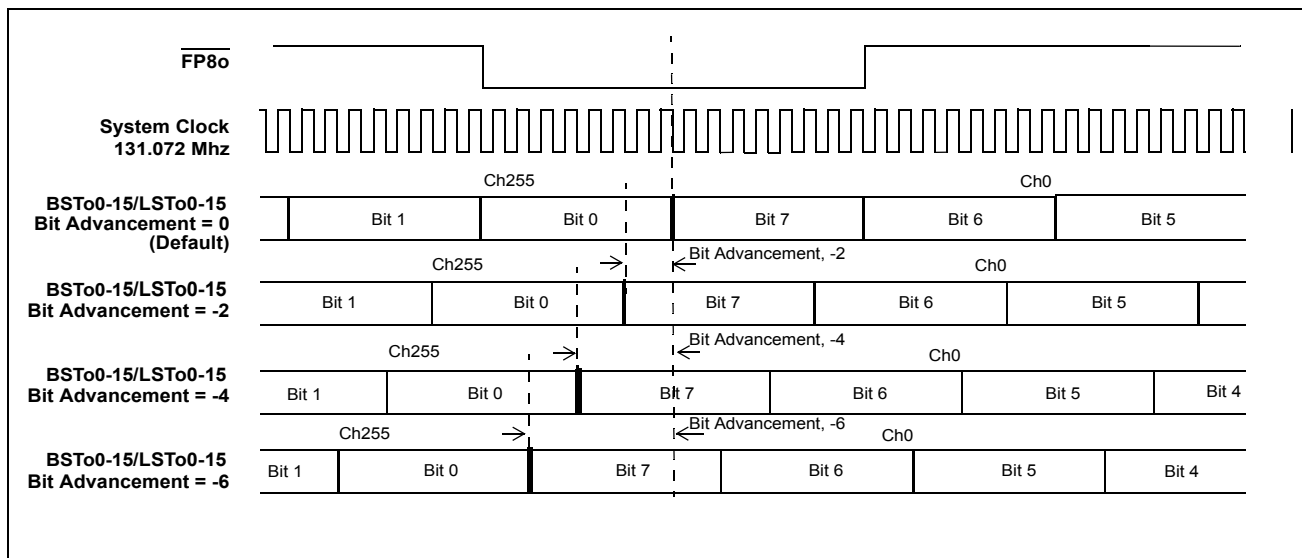 FP8o
System Clock
131.072 Mhz
Ch255
Ch0
BSTo0-15/LSTo0-15
Bit Advancement = 0
(Default)
Bit 1
Bit 0
Bit 7
Bit 6
Bit 5
Bit Advancement, -2
Ch255
Ch0
BSTo0-15/LSTo0-15
Bit Advancement = -2
Bit 1
Bit 0
Bit 7
Bit 6
Bit 5
Bit Advancement, -4
Ch255
Ch0
BSTo0-15/LSTo0-15
Bit Advancement = -4
Bit 1
Bit 0
Bit 7
Bit 6
Bit 5
Bit 4
Bit Advancement, -6
Ch255
Ch0
BSTo0-15/LSTo0-15
Bit Advancement = -6
Bit 1
Bit 0
Bit 7
Bit 6
Bit 5
Bit 4